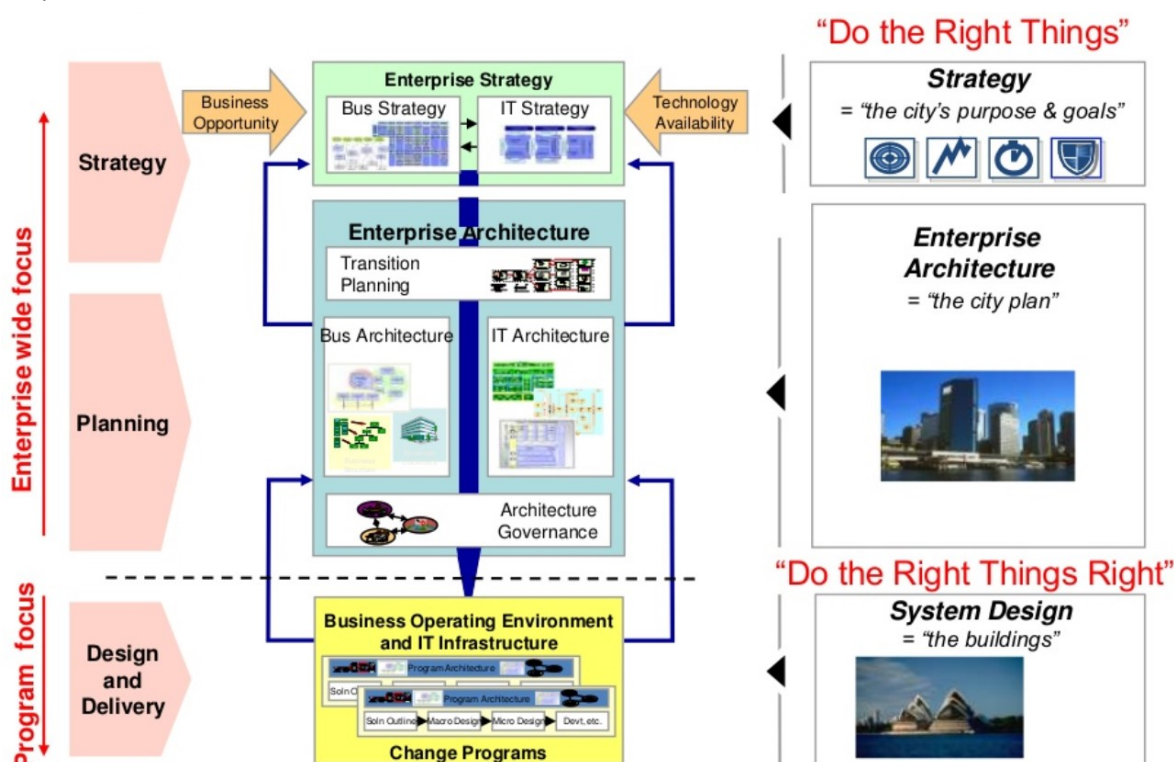 “Do the Right Things”
Enterprise wide focus
Program focus
Strategy
Planning
Design
and
Delivery
Business
Opportunity
Enterprise Strategy
Bus Strategy
IT Strategy
Technology
Availability
Enterprise Architecture
Transition
Planning
Bus Architecture
IT Architecture
Architecture
Governance
Business Operating Environment
and IT Infrastructure
Program Architecture
Soln O
Program Architecture
Soln Outline
Macro Design
Micro Design
Devt, etc.
Change Programs
Strategy
= “the city’s purpose & goals”
Enterprise
Architecture
= “the city plan”
“Do the Right Things Right”
System Design
= “the buildings”